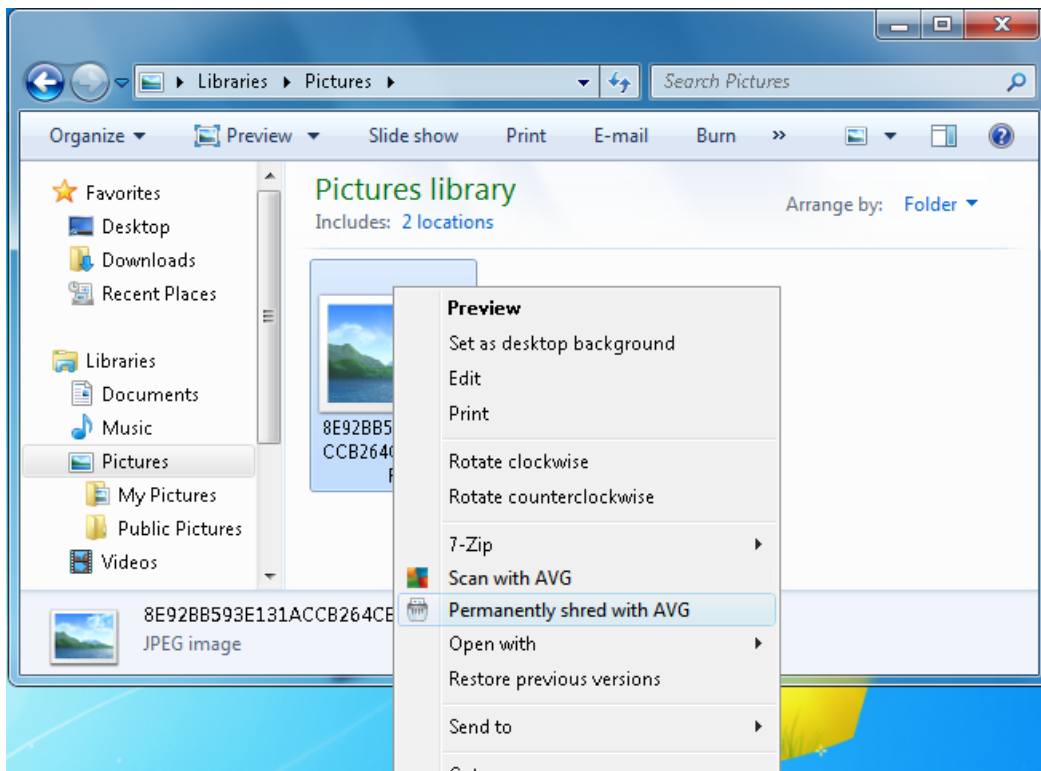 Libraries Pictures
Search Pictures
Organize Preview Slide show Print E-mail Burn »
Favorites
Desktop
Downloads
Recent Places
Libraries
Documents
Music
Pictures
My Pictures
Public Pictures
Videos
Pictures library
Includes: 2 locations
Arrange by: Folder
8E92BB5
CCB264
Preview
Set as desktop background
Edit
Print
Rotate clockwise
Rotate counterclockwise
7-Zip
Scan with AVG
Permanently shred with AVG
Open with
Restore previous versions
Send to
8E92BB593E131ACCB264CE
JPEG image